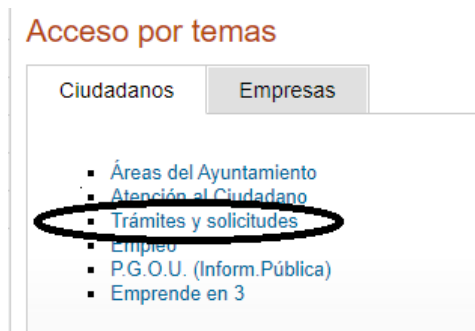 Acceso por temas
Ciudadanos Empresas
Áreas del Ayuntamiento
Atención al Ciudadano
Trámites y solicitudes
Empleo
P.G.O.U. (Inform.Pública)
Emprende en 3